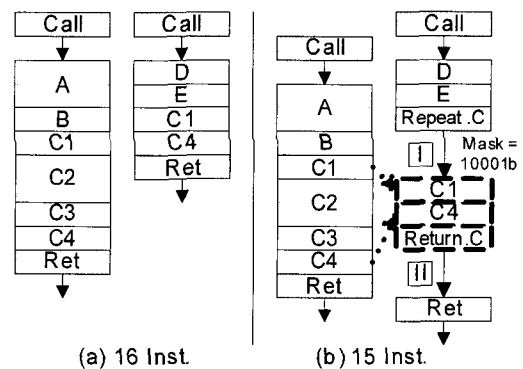 Call
A
B
C1
C2
C3
C4
Ret
Call
D
E
C1
C4
Ret
(a) 16 Inst.
Call
A
B
C1
C2
C3
C4
Ret
Call
D
E
Repeat.C
I
Mask =
10001b
C1
C4
Return.C
II
Ret
(b) 15 Inst.